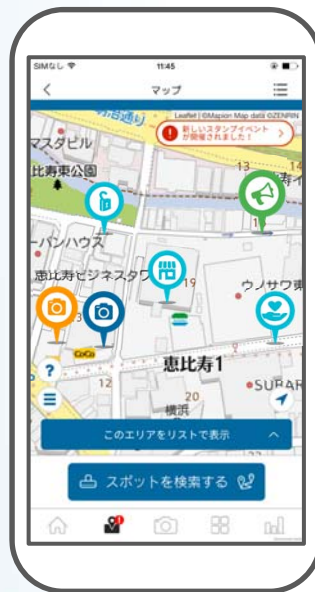 SIMなし
11:45
マップ
Leaflet | ©Mapion Map data ©ZENRIN
新しいスタンプイベント
が開催されました！
マスダビル
比寿東公園
13
14
15
ーバンハウス
恵比寿ビジネスタワ
19
ウノサワ東
CoCo
恵比寿1
?
12
20
SUBAR
横浜
このエリアをリストで表示
スポットを検索する